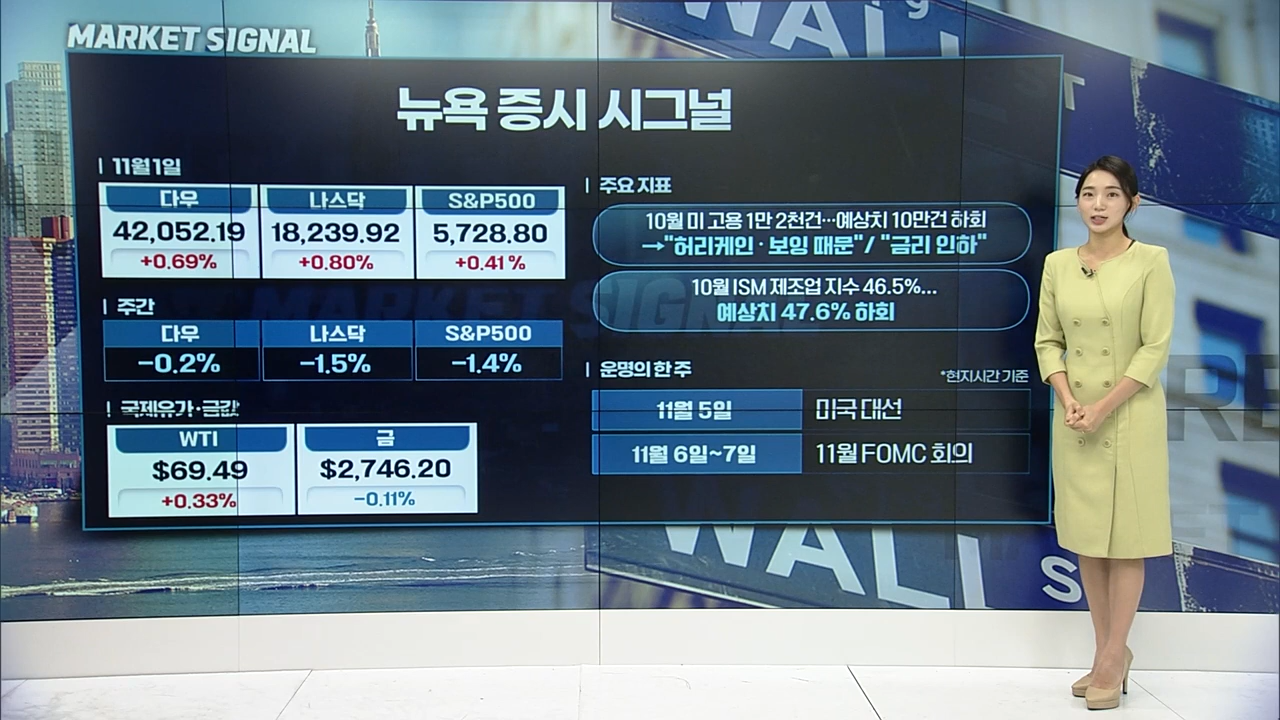 MARKET SIGNAL
뉴욕 증시 시그널
11월 1일
다우 나스닥 S&P500
42,052.19 18,239.92 5,728.80
+0.69% +0.80% +0.41%
주간
다우 나스닥 S&P500
-0.2% -1.5% -1.4%
국제유가·금값
WTI 금
$69.49 $2,746.20
+0.33% -0.11%
주요 지표
10월 미 고용 1만 2천건…예상치 10만건 하회
→"허리케인·보잉 때문" / "금리 인하"
10월 ISM 제조업 지수 46.5%…
예상치 47.6% 하회
운명의 한 주
*현지시간 기준
11월 5일 미국 대선
11월 6일~7일 11월 FOMC 회의
WALL
ST
WALL S